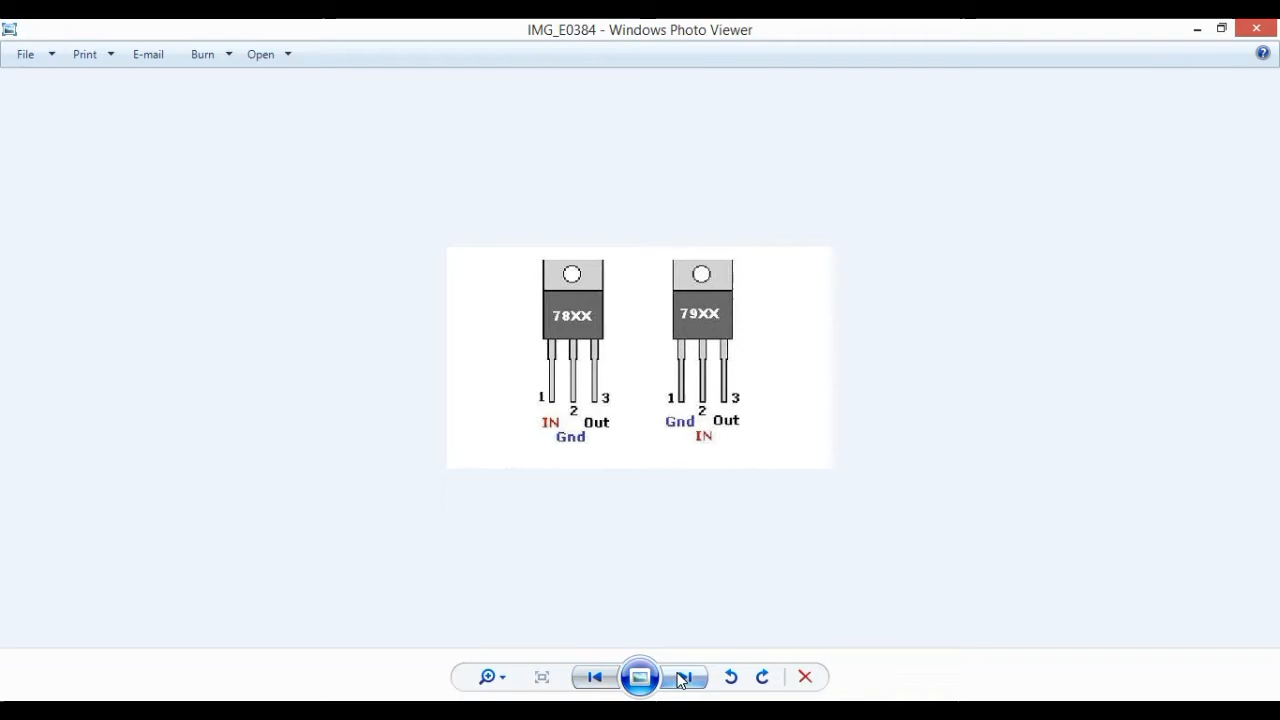 IMG_E0384 - Windows Photo Viewer
File Print E-mail Burn Open ?
78XX 79XX
1 2 3 1 2 3
IN Gnd Out Gnd IN Out